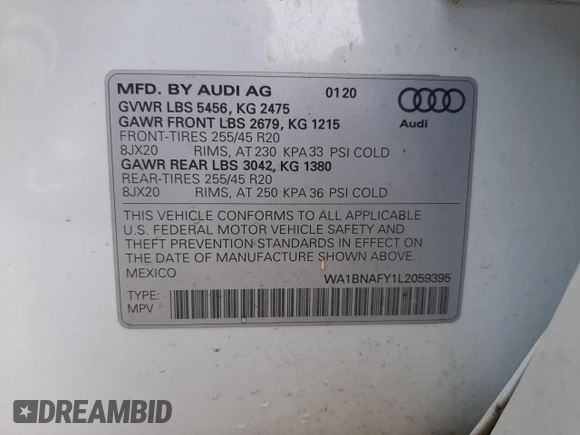 MFD. BY AUDI AG 0120
GVWR LBS 5456, KG 2475
GAWR FRONT LBS 2679, KG 1215
FRONT-TIRES 255/45 R20
8JX20 RIMS, AT 230 KPA 33 PSI COLD
GAWR REAR LBS 3042, KG 1380
REAR-TIRES 255/45 R20
8JX20 RIMS, AT 250 KPA 36 PSI COLD
Audi
THIS VEHICLE CONFORMS TO ALL APPLICABLE
U.S. FEDERAL MOTOR VEHICLE SAFETY AND
THEFT PREVENTION STANDARDS IN EFFECT ON
THE DATE OF MANUFACTURE SHOWN ABOVE.
MEXICO WA1BNAFY1L2059395
TYPE:
MPV
DREAMBID